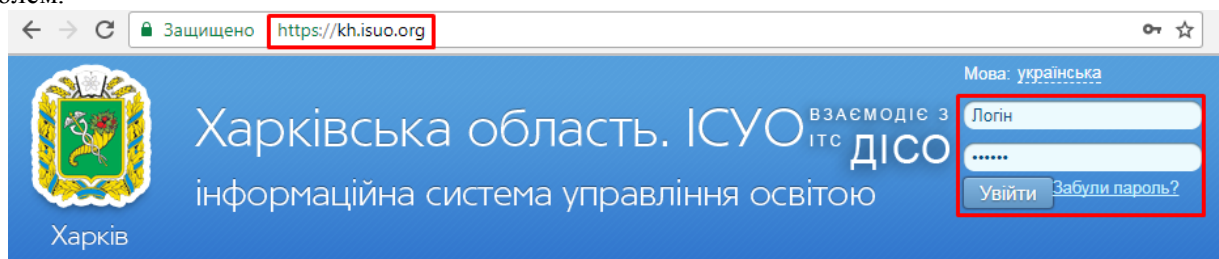 Защищено https://kh.isuo.org
Мова: українська
Харківська область. ІСУО
ВЗАЄМОДІЄ З
ІТС ДІСО
інформаційна система управління освітою
Логін
••••••
Увійти Забули пароль?
Харків